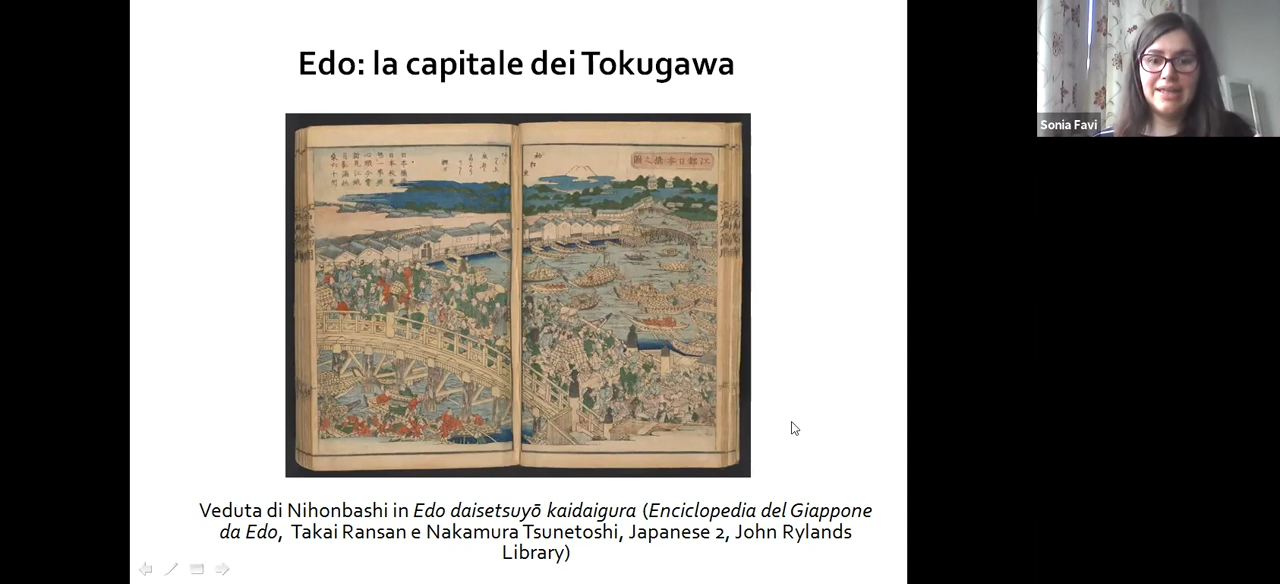 Edo: la capitale dei Tokugawa
Sonia Favi
Veduta di Nihonbashi in Edo daisetsuyō kaidaigura (Enciclopedia del Giappone
da Edo, Takai Ransan e Nakamura Tsunetoshi, Japanese 2, John Rylands
Library)